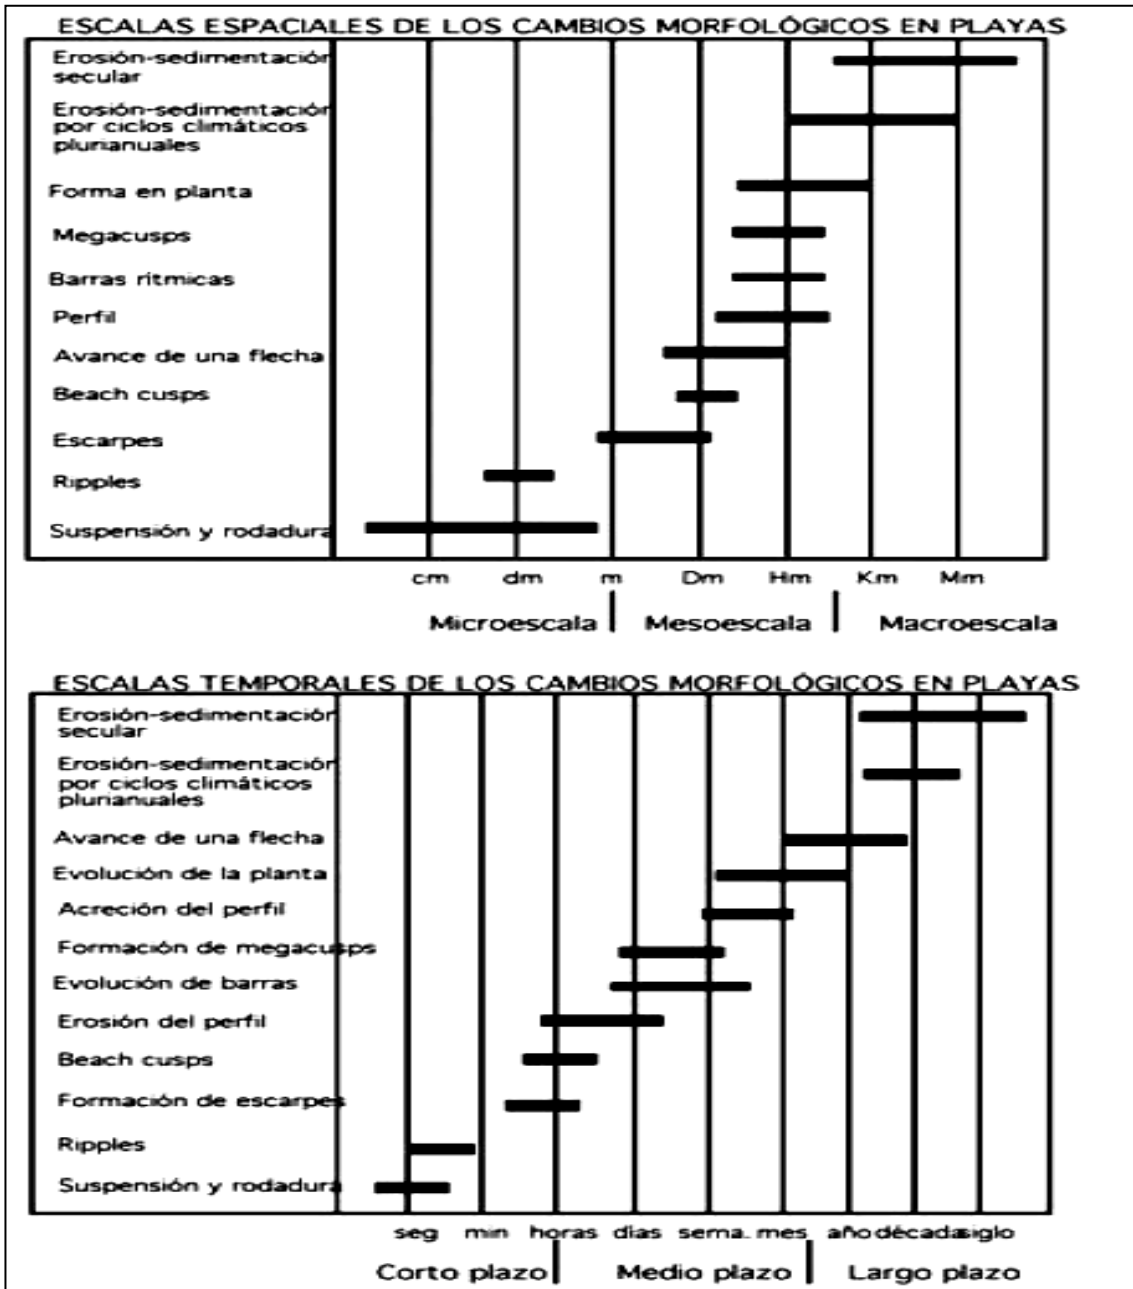 ESCALAS ESPACIALES DE LOS CAMBIOS MORFOLÓGICOS EN PLAYAS
Erosión-sedimentación
secular
Erosión-sedimentación
por ciclos climáticos
plurianuales
Forma en planta
Megacusps
Barras rítmicas
Perfil
Avance de una flecha
Beach cusps
Escarpes
Ripples
Suspensión y rodadura
cm dm m Dm Hm Km Mm
Microescala Mesoescala Macroescala
ESCALAS TEMPORALES DE LOS CAMBIOS MORFOLÓGICOS EN PLAYAS
Erosión-sedimentación
secular
Erosión-sedimentación
por ciclos climáticos
plurianuales
Avance de una flecha
Evolución de la planta
Acreción del perfil
Formación de megacusps
Evolución de barras
Erosión del perfil
Beach cusps
Formación de escarpes
Ripples
Suspensión y rodadura
seg min horas días sema. mes año década siglo
Corto plazo Medio plazo Largo plazo